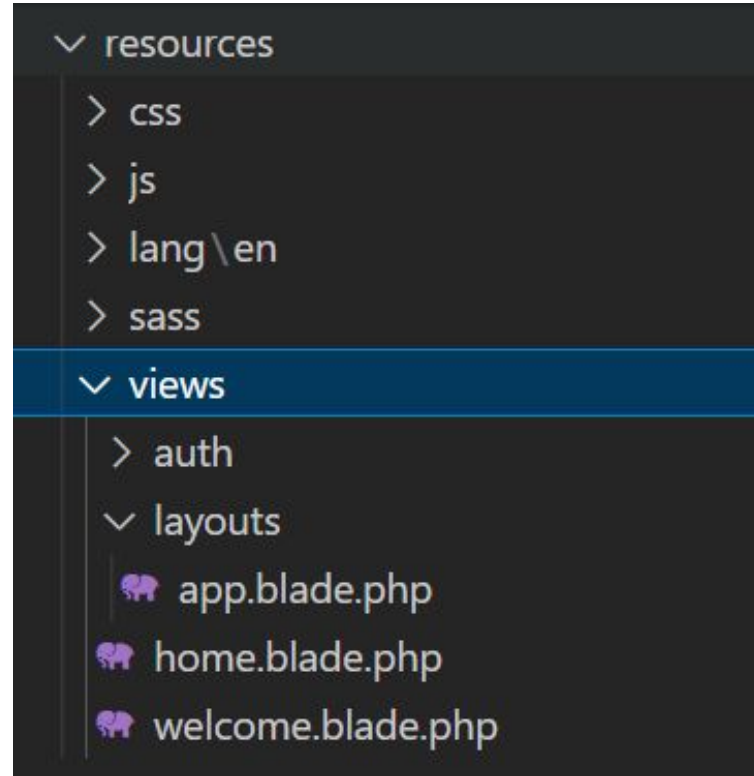 resources
css
js
lang\en
sass
views
auth
layouts
app.blade.php
home.blade.php
welcome.blade.php